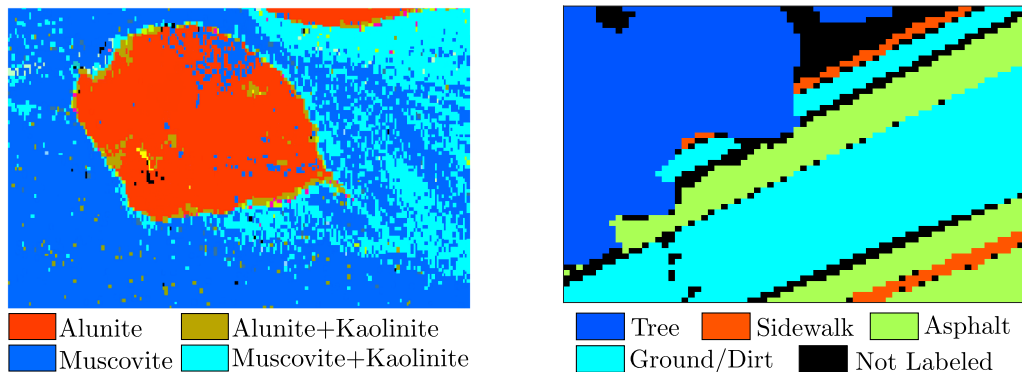 Alunite Alunite+Kaolinite
Muscovite Muscovite+Kaolinite
Tree Sidewalk Asphalt
Ground/Dirt Not Labeled